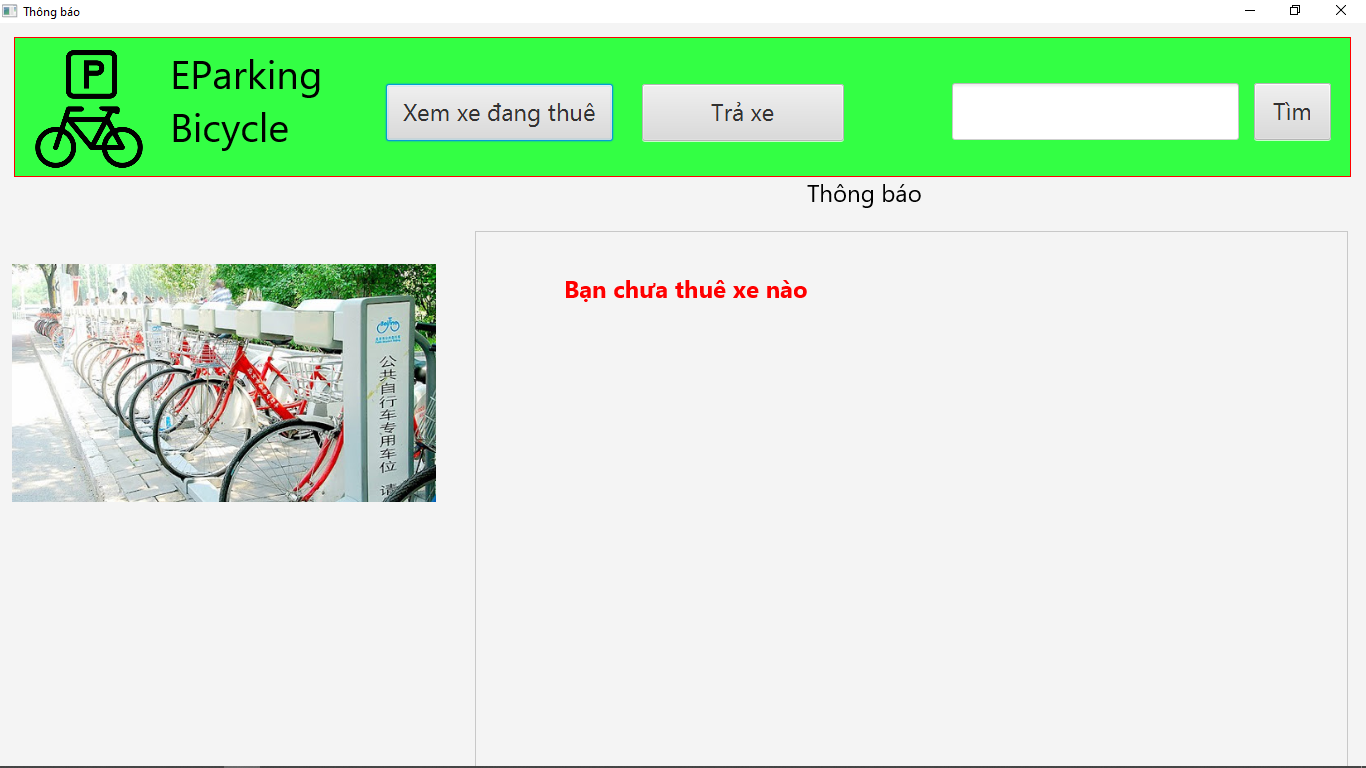 Thông báo
P
EParking
Bicycle
Xem xe đang thuê
Trả xe
Tìm
Thông báo
Bạn chưa thuê xe nào
公共自行车专用车位 请